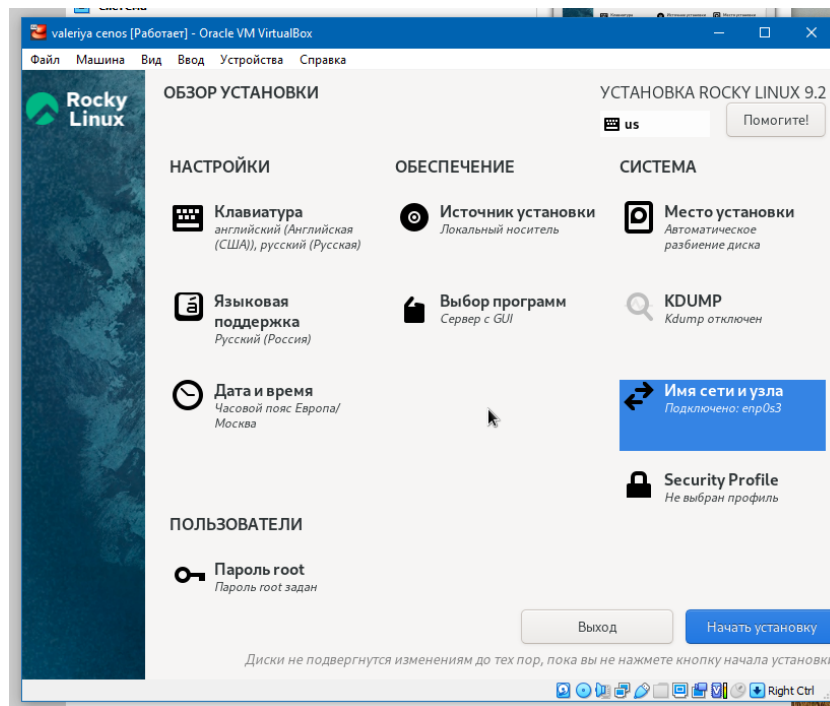 Система
valeriya cenos [Работает] - Oracle VM VirtualBox
Файл Машина Вид Ввод Устройства Справка
Rocky
Linux
ОБЗОР УСТАНОВКИ
УСТАНОВКА ROCKY LINUX 9.2
us
Помогите!
НАСТРОЙКИ
Клавиатура
английский (Английская
(США)), русский (Русская)
Языковая
поддержка
Русский (Россия)
Дата и время
Часовой пояс Европа/
Москва
ОБЕСПЕЧЕНИЕ
Источник установки
Локальный носитель
Выбор программ
Сервер с GUI
СИСТЕМА
Место установки
Автоматическое
разбиение диска
KDUMP
Kdump отключен
Имя сети и узла
Подключено: enp0s3
Security Profile
Не выбран профиль
ПОЛЬЗОВАТЕЛИ
Пароль root
Пароль root задан
Выход
Начать установку
Диски не подвергнутся изменениям до тех пор, пока вы не нажмете кнопку начала установки
Right Ctrl